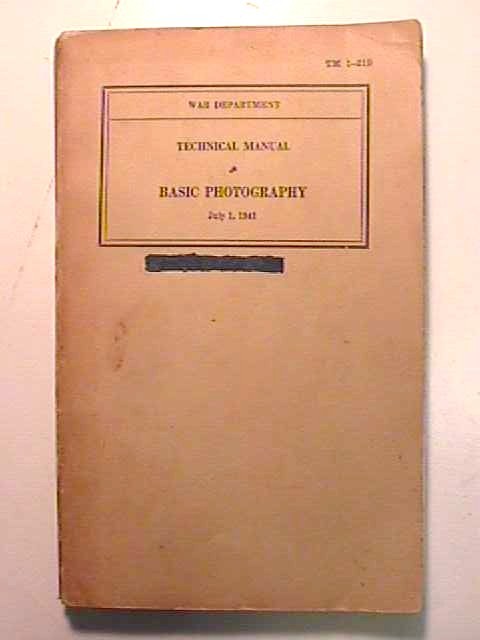 TM 1-219
WAR DEPARTMENT
TECHNICAL MANUAL
BASIC PHOTOGRAPHY
July 1, 1941